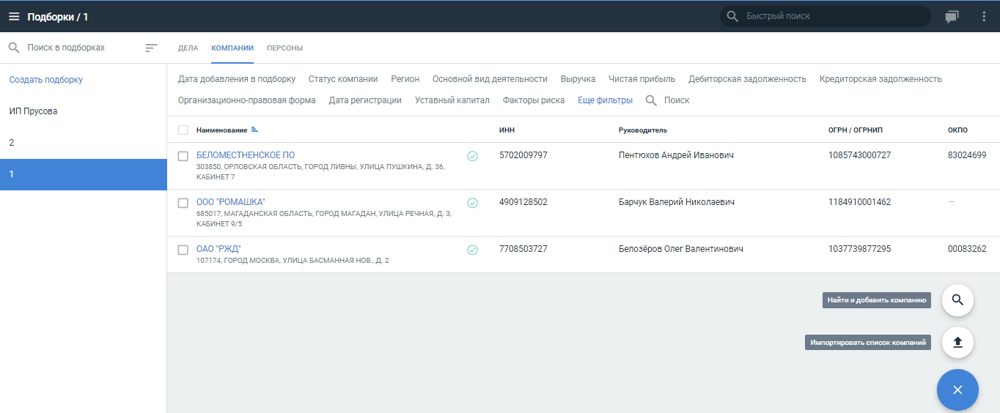 Подборки / 1
Быстрый поиск
Поиск в подборках
ДЕЛА КОМПАНИИ ПЕРСОНЫ
Создать подборку
ИП Прусова
2
1
Дата добавления в подборку Статус компании Регион Основной вид деятельности Выручка Чистая прибыль Дебиторская задолженность Кредиторская задолженность
Организационно-правовая форма Дата регистрации Уставный капитал Факторы риска Еще фильтры Поиск
Наименование ИНН Руководитель ОГРН / ОГРНИП ОКПО
БЕЛОМЕСТНЕНСКОЕ ПО 5702009797 Пентюхов Андрей Иванович 1085743000727 83024699
303850, ОРЛОВСКАЯ ОБЛАСТЬ, ГОРОД ЛИВНЫ, УЛИЦА ПУШКИНА, Д. 36,
КАБИНЕТ 7
ООО "РОМАШКА" 4909128502 Барчук Валерий Николаевич 1184910001462 —
685017, МАГАДАНСКАЯ ОБЛАСТЬ, ГОРОД МАГАДАН, УЛИЦА РЕЧНАЯ, Д. 3,
КАБИНЕТ 9/5
ОАО "РЖД" 7708503727 Белозёров Олег Валентинович 1037739877295 00083262
107174, ГОРОД МОСКВА, УЛИЦА БАСМАННАЯ НОВ., Д. 2
Найти и добавить компанию
Импортировать список компаний